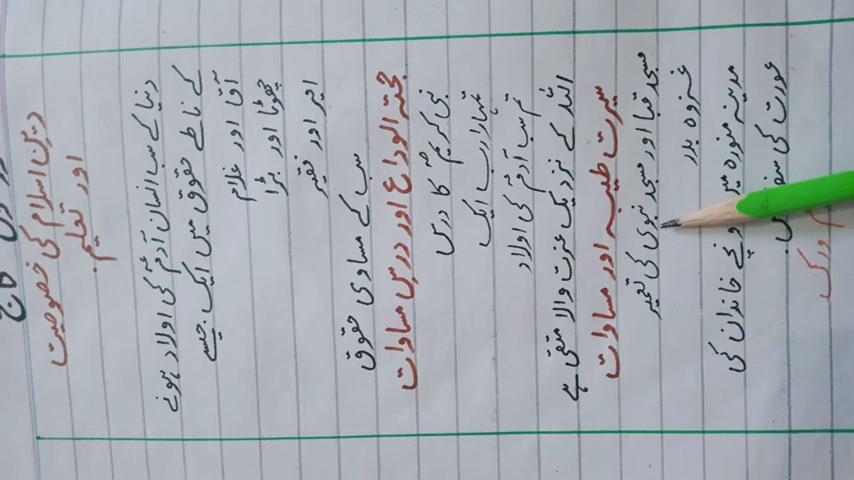 دین اسلام کی خصوصیت
اور تعلیم
دنیا کے سب انسان آدمؑ کی اولاد ہونے
کے ناطے حقوق میں ایک جیسے
آقا اور غلام
چھوٹا اور بڑا
امیر اور فقیر
سب کے مساوی حقوق
حجتہ الوداع اور درس مساوات
نبی کریمؐ کا درس
تمہارا رب ایک
تم سب آدمؑ کی اولاد
اللہ کے نزدیک عزت والا متقی ہے
سیرت طیبہ اور مساوات
مسجد قبا اور مسجد نبوی کی تعمیر
غزوہ بدر
مدینہ منورہ خاندان کی
عورت کی
ورک